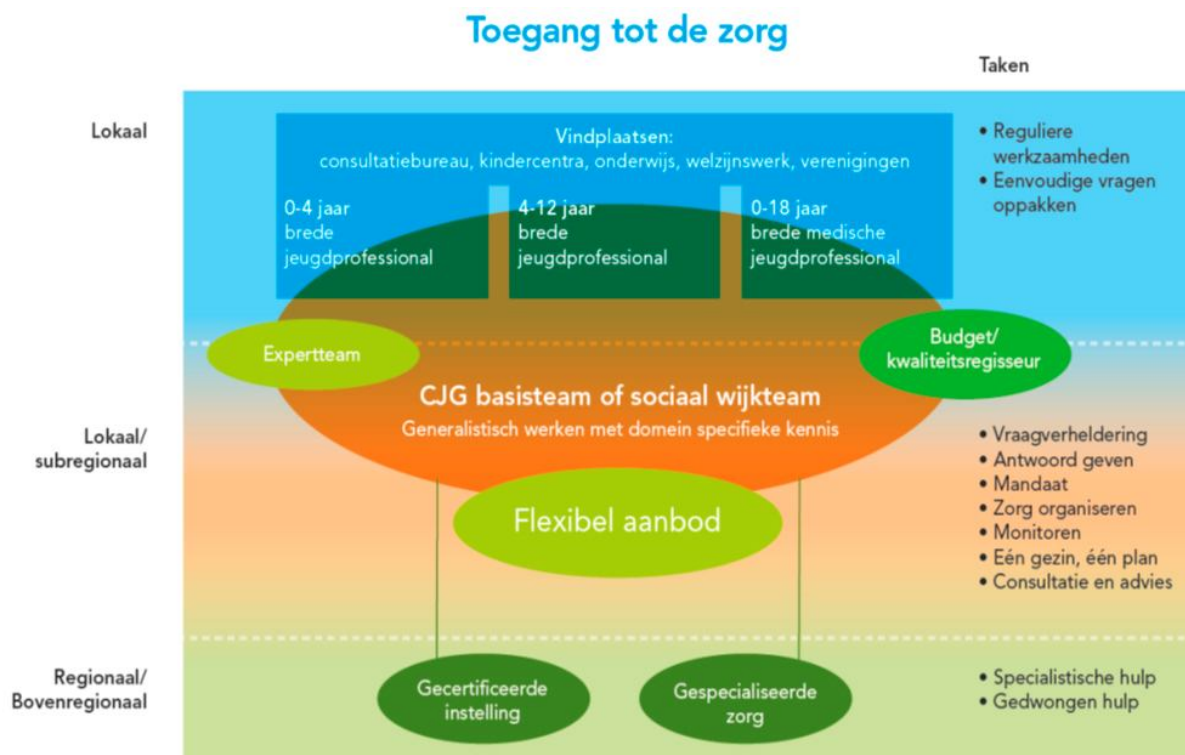 Toegang tot de zorg
Taken
Lokaal
Vindplaatsen:
consultatiebureau, kindercentra, onderwijs, welzijnswerk, verenigingen
0-4 jaar
brede
jeugdprofessional
4-12 jaar
brede
jeugdprofessional
0-18 jaar
brede medische
jeugdprofessional
• Reguliere
werkzaamheden
• Eenvoudige vragen
oppakken
Expertteam
Budget/
kwaliteitsregisseur
CJG basisteam of sociaal wijkteam
Generalistisch werken met domein specifieke kennis
Lokaal/
subregionaal
Flexibel aanbod
• Vraagverheldering
• Antwoord geven
• Mandaat
• Zorg organiseren
• Monitoren
• Eén gezin, één plan
• Consultatie en advies
Regionaal/
Bovenregionaal
Gecertificeerde
instelling
Gespecialiseerde
zorg
• Specialistische hulp
• Gedwongen hulp